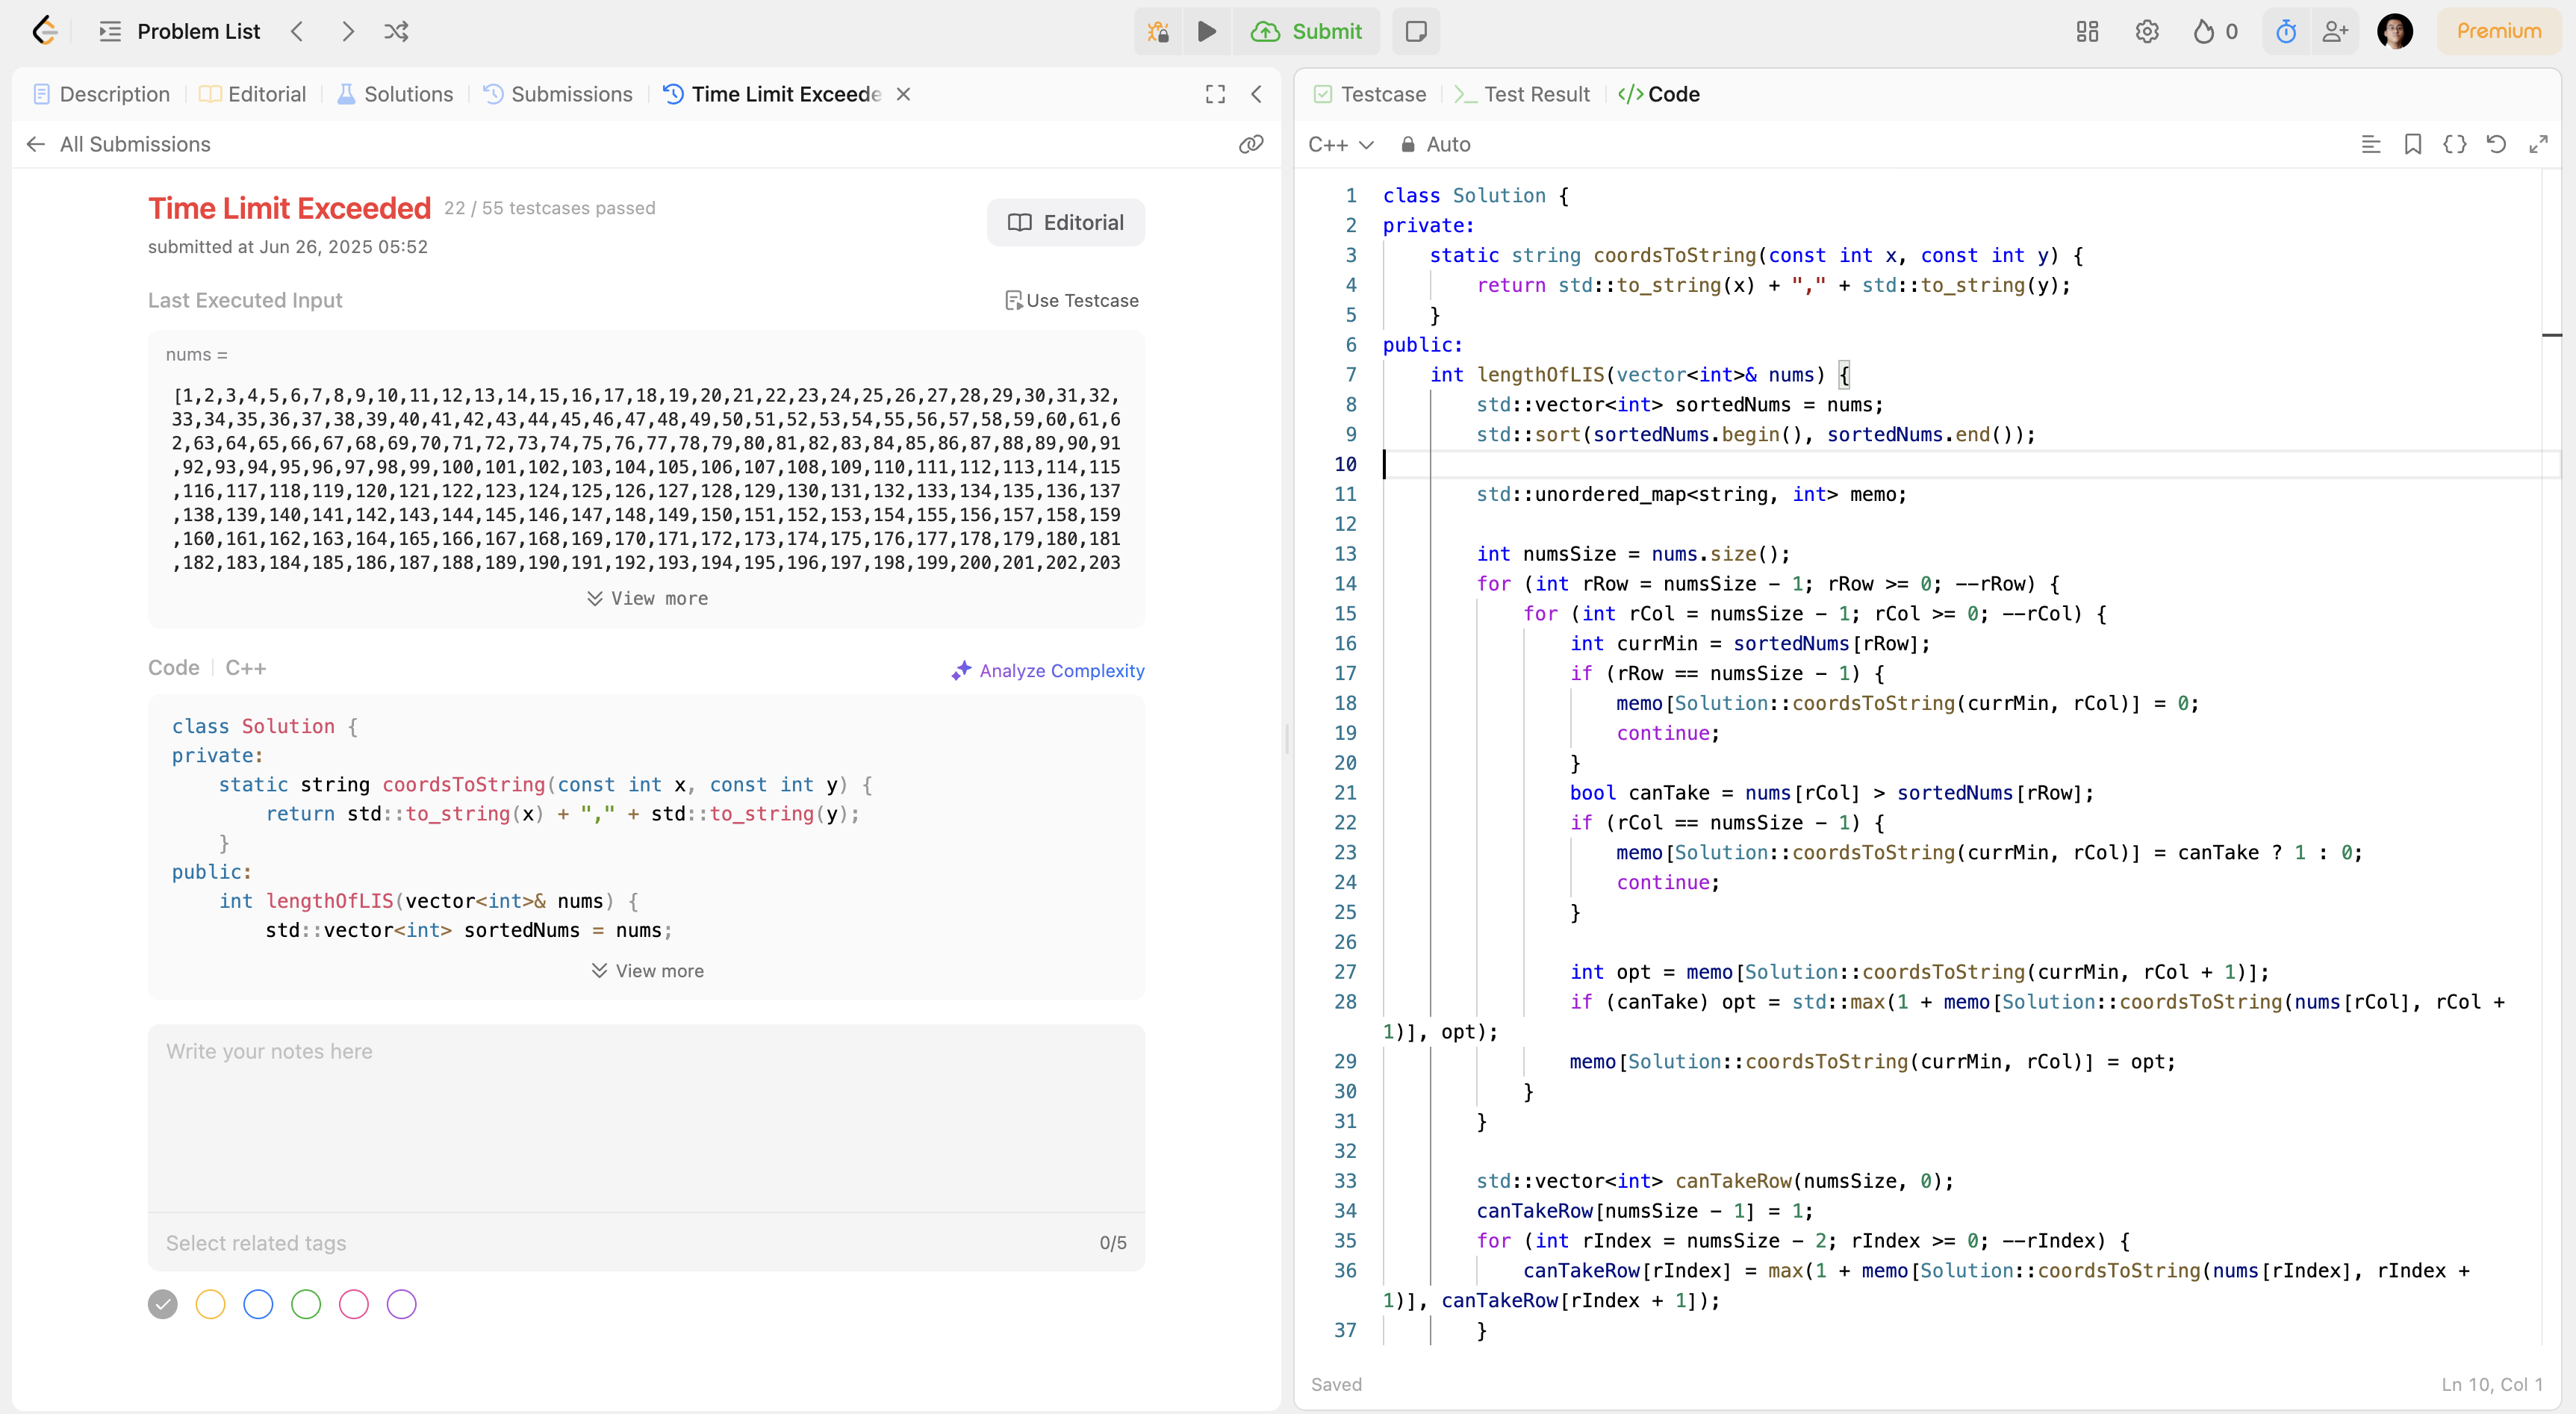 Problem List
Submit
0
Premium
Description
Editorial
Solutions
Submissions
Time Limit Exceede
All Submissions
Time Limit Exceeded 22 / 55 testcases passed
submitted at Jun 26, 2025 05:52
Editorial
Last Executed Input
Use Testcase
nums =
[1,2,3,4,5,6,7,8,9,10,11,12,13,14,15,16,17,18,19,20,21,22,23,24,25,26,27,28,29,30,31,32,
33,34,35,36,37,38,39,40,41,42,43,44,45,46,47,48,49,50,51,52,53,54,55,56,57,58,59,60,61,6
2,63,64,65,66,67,68,69,70,71,72,73,74,75,76,77,78,79,80,81,82,83,84,85,86,87,88,89,90,91
,92,93,94,95,96,97,98,99,100,101,102,103,104,105,106,107,108,109,110,111,112,113,114,115
,116,117,118,119,120,121,122,123,124,125,126,127,128,129,130,131,132,133,134,135,136,137
,138,139,140,141,142,143,144,145,146,147,148,149,150,151,152,153,154,155,156,157,158,159
,160,161,162,163,164,165,166,167,168,169,170,171,172,173,174,175,176,177,178,179,180,181
,182,183,184,185,186,187,188,189,190,191,192,193,194,195,196,197,198,199,200,201,202,203
View more
Code
C++
Analyze Complexity
class Solution {
private:
    static string coordsToString(const int x, const int y) {
        return std::to_string(x) + "," + std::to_string(y);
    }
public:
    int lengthOfLIS(vector<int>& nums) {
        std::vector<int> sortedNums = nums;
View more
Write your notes here
Select related tags
0/5
Testcase
Test Result
</> Code
C++
Auto
1 class Solution {
2 private:
3     static string coordsToString(const int x, const int y) {
4         return std::to_string(x) + "," + std::to_string(y);
5     }
6 public:
7     int lengthOfLIS(vector<int>& nums) {
8         std::vector<int> sortedNums = nums;
9         std::sort(sortedNums.begin(), sortedNums.end());
10
11         std::unordered_map<string, int> memo;
12
13         int numsSize = nums.size();
14         for (int rRow = numsSize - 1; rRow >= 0; --rRow) {
15             for (int rCol = numsSize - 1; rCol >= 0; --rCol) {
16                 int currMin = sortedNums[rRow];
17                 if (rRow == numsSize - 1) {
18                     memo[Solution::coordsToString(currMin, rCol)] = 0;
19                     continue;
20                 }
21                 bool canTake = nums[rCol] > sortedNums[rRow];
22                 if (rCol == numsSize - 1) {
23                     memo[Solution::coordsToString(currMin, rCol)] = canTake ? 1 : 0;
24                     continue;
25                 }
26
27                 int opt = memo[Solution::coordsToString(currMin, rCol + 1)];
28                 if (canTake) opt = std::max(1 + memo[Solution::coordsToString(nums[rCol], rCol +
1)], opt);
29                 memo[Solution::coordsToString(currMin, rCol)] = opt;
30             }
31         }
32
33         std::vector<int> canTakeRow(numsSize, 0);
34         canTakeRow[numsSize - 1] = 1;
35         for (int rIndex = numsSize - 2; rIndex >= 0; --rIndex) {
36             canTakeRow[rIndex] = max(1 + memo[Solution::coordsToString(nums[rIndex], rIndex +
1)], canTakeRow[rIndex + 1]);
37         }
Saved
Ln 10, Col 1